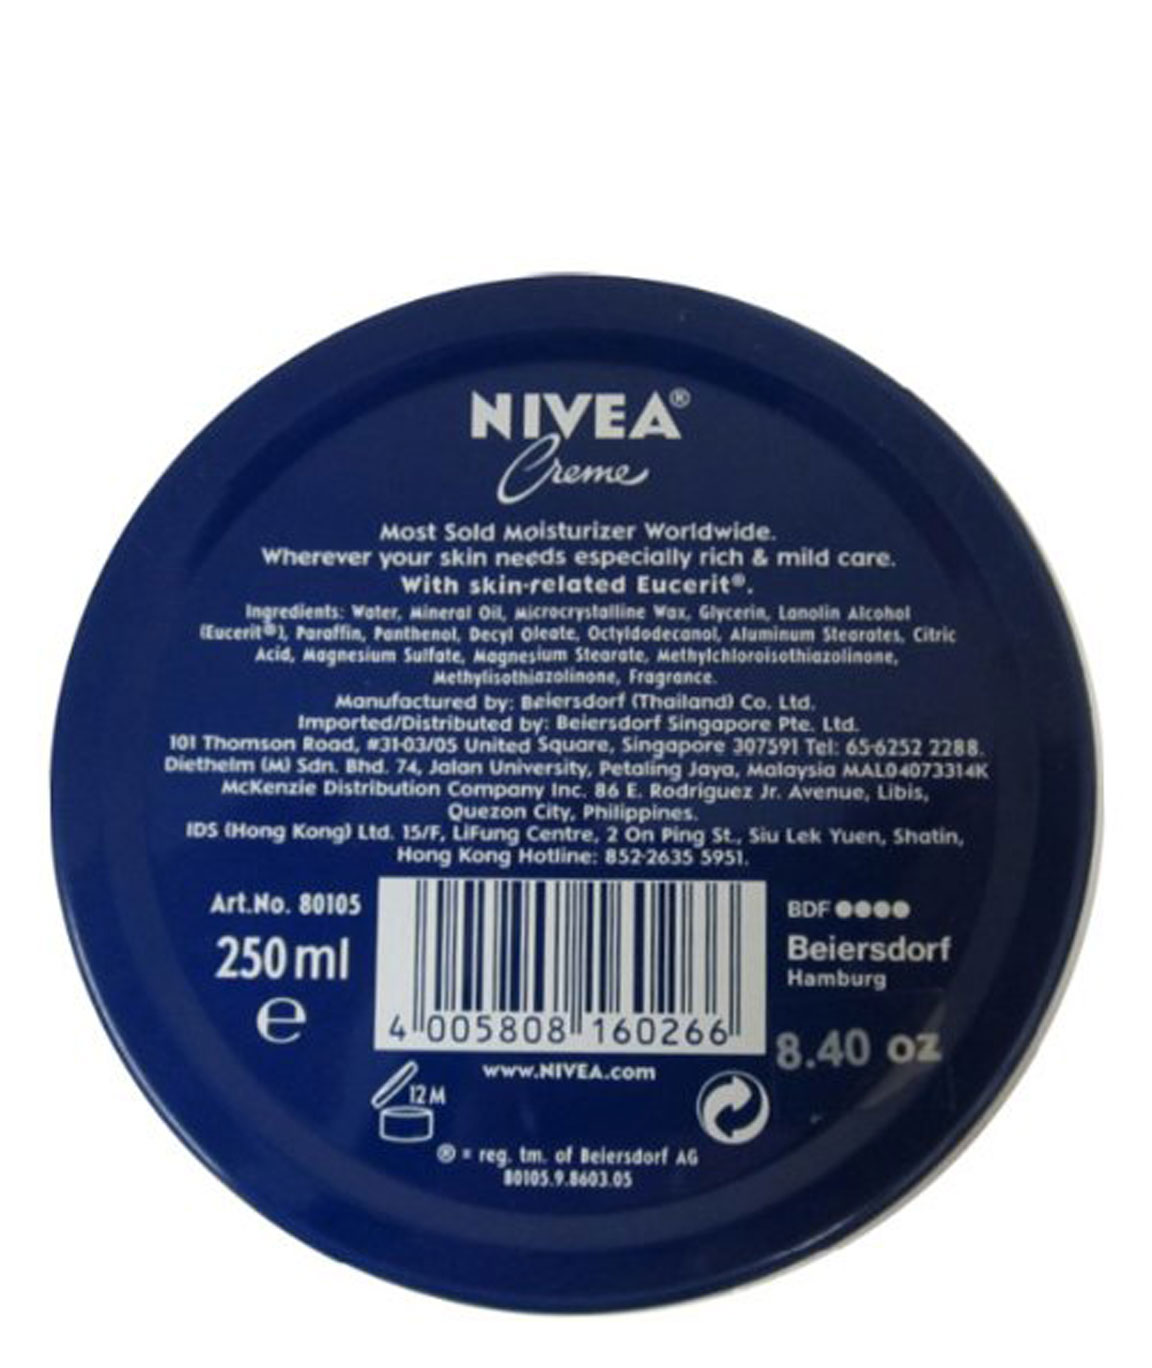 NIVEA®
Creme
Most Sold Moisturizer Worldwide.
Wherever your skin needs especially rich & mild care.
With skin-related Eucerit®.
Ingredients: Water, Mineral Oil, Microcrystalline Wax, Glycerin, Lanolin Alcohol
(Eucerit®), Paraffin, Panthenol, Decyl Oleate, Octyldodecanol, Aluminum Stearates, Citric
Acid, Magnesium Sulfate, Magnesium Stearate, Methylchloroisothiazolinone,
Methylisothiazolinone, Fragrance.
Manufactured by: Beiersdorf (Thailand) Co. Ltd.
Imported/Distributed by: Beiersdorf Singapore Pte. Ltd.
101 Thomson Road, #31-03/05 United Square, Singapore 307591 Tel: 65-6252 2288.
Diethelm (M) Sdn. Bhd. 74, Jalan University, Petaling Jaya, Malaysia MAL04073314K
McKenzie Distribution Company Inc. 86 E. Rodriguez Jr. Avenue, Libis,
Quezon City, Philippines.
IDS (Hong Kong) Ltd. 15/F, LiFung Centre, 2 On Ping St., Siu Lek Yuen, Shatin,
Hong Kong Hotline: 852-2635 5951.
Art.No. 80105
250 ml
e
4 005808 160266
BDF ●●●●
Beiersdorf
Hamburg
8.40 oz
www.NIVEA.com
12 M
® = reg. tm. of Beiersdorf AG
80105.9.8603.05